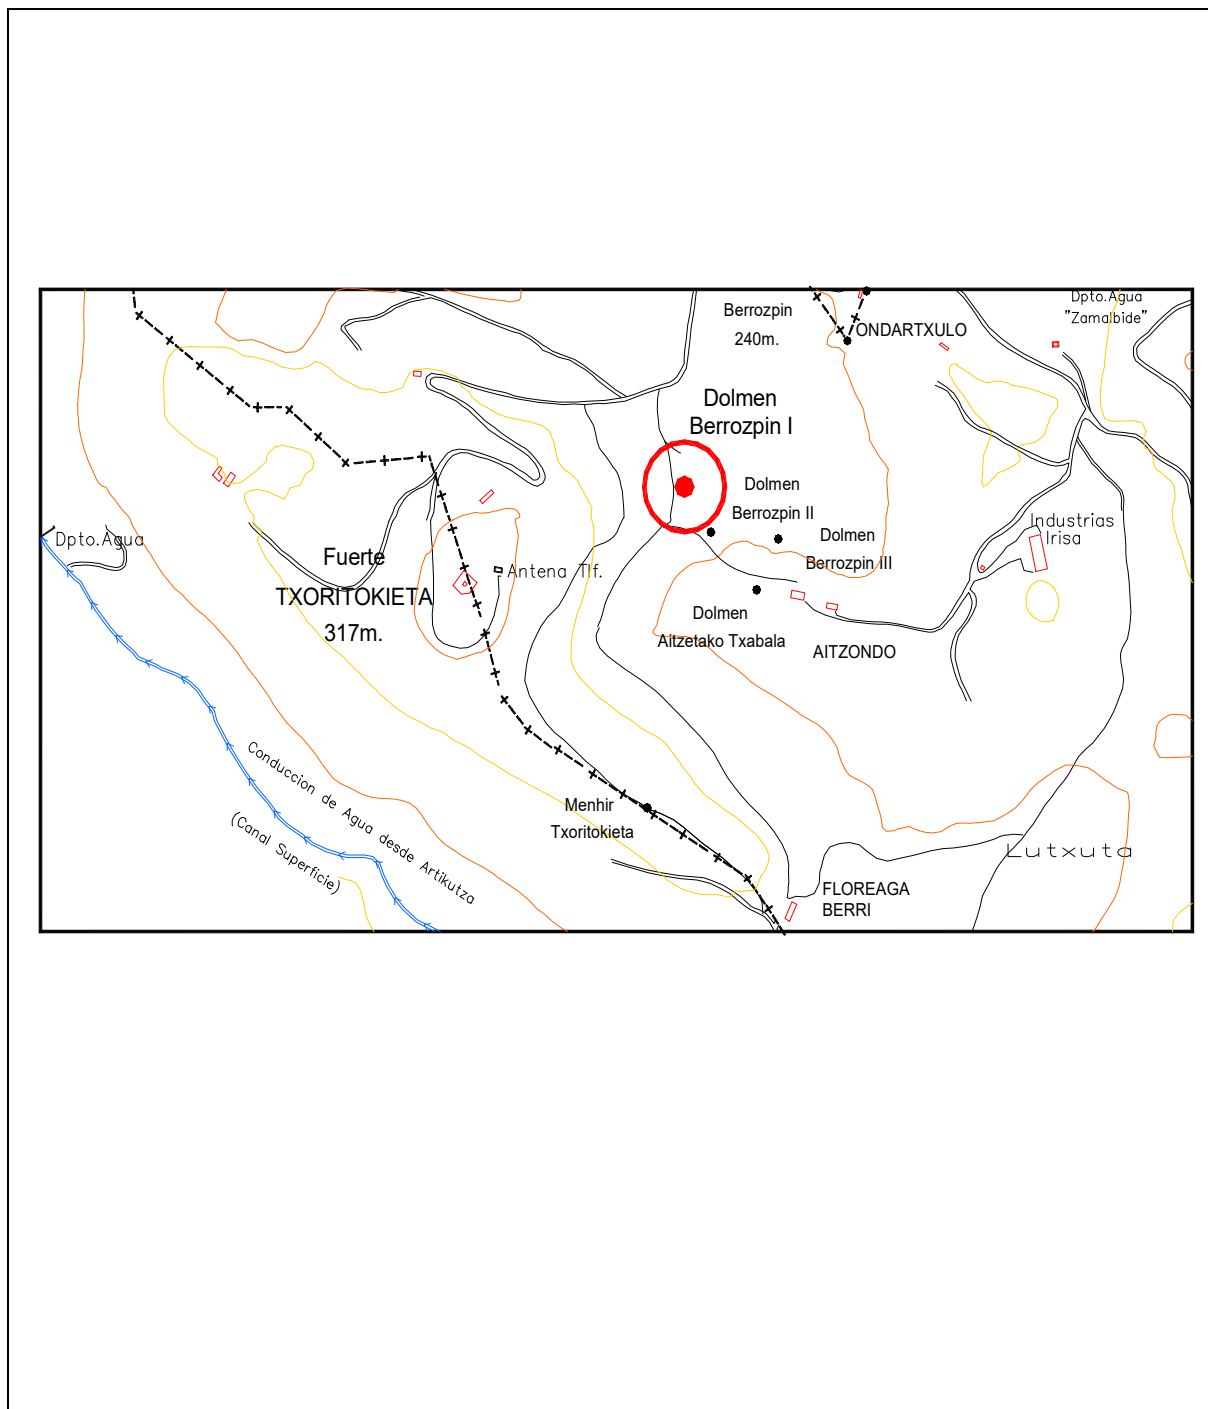 Berrozpin
240m.
ONDARTXULO
Dpto.Agua
"Zamalbide"
Dolmen
Berrozpin I
Dolmen
Berrozpin II
Dolmen
Berrozpin III
Industrias
Irisa
Dpto.Agua
Fuerte
TXORITOKIETA
317m.
Antena Tlf.
Dolmen
Aitzetako Txabala
AITZONDO
Conduccion de Agua desde Artikutza
(Canal Superficie)
Menhir
Txoritokieta
Lutxuta
FLOREAGA
BERRI